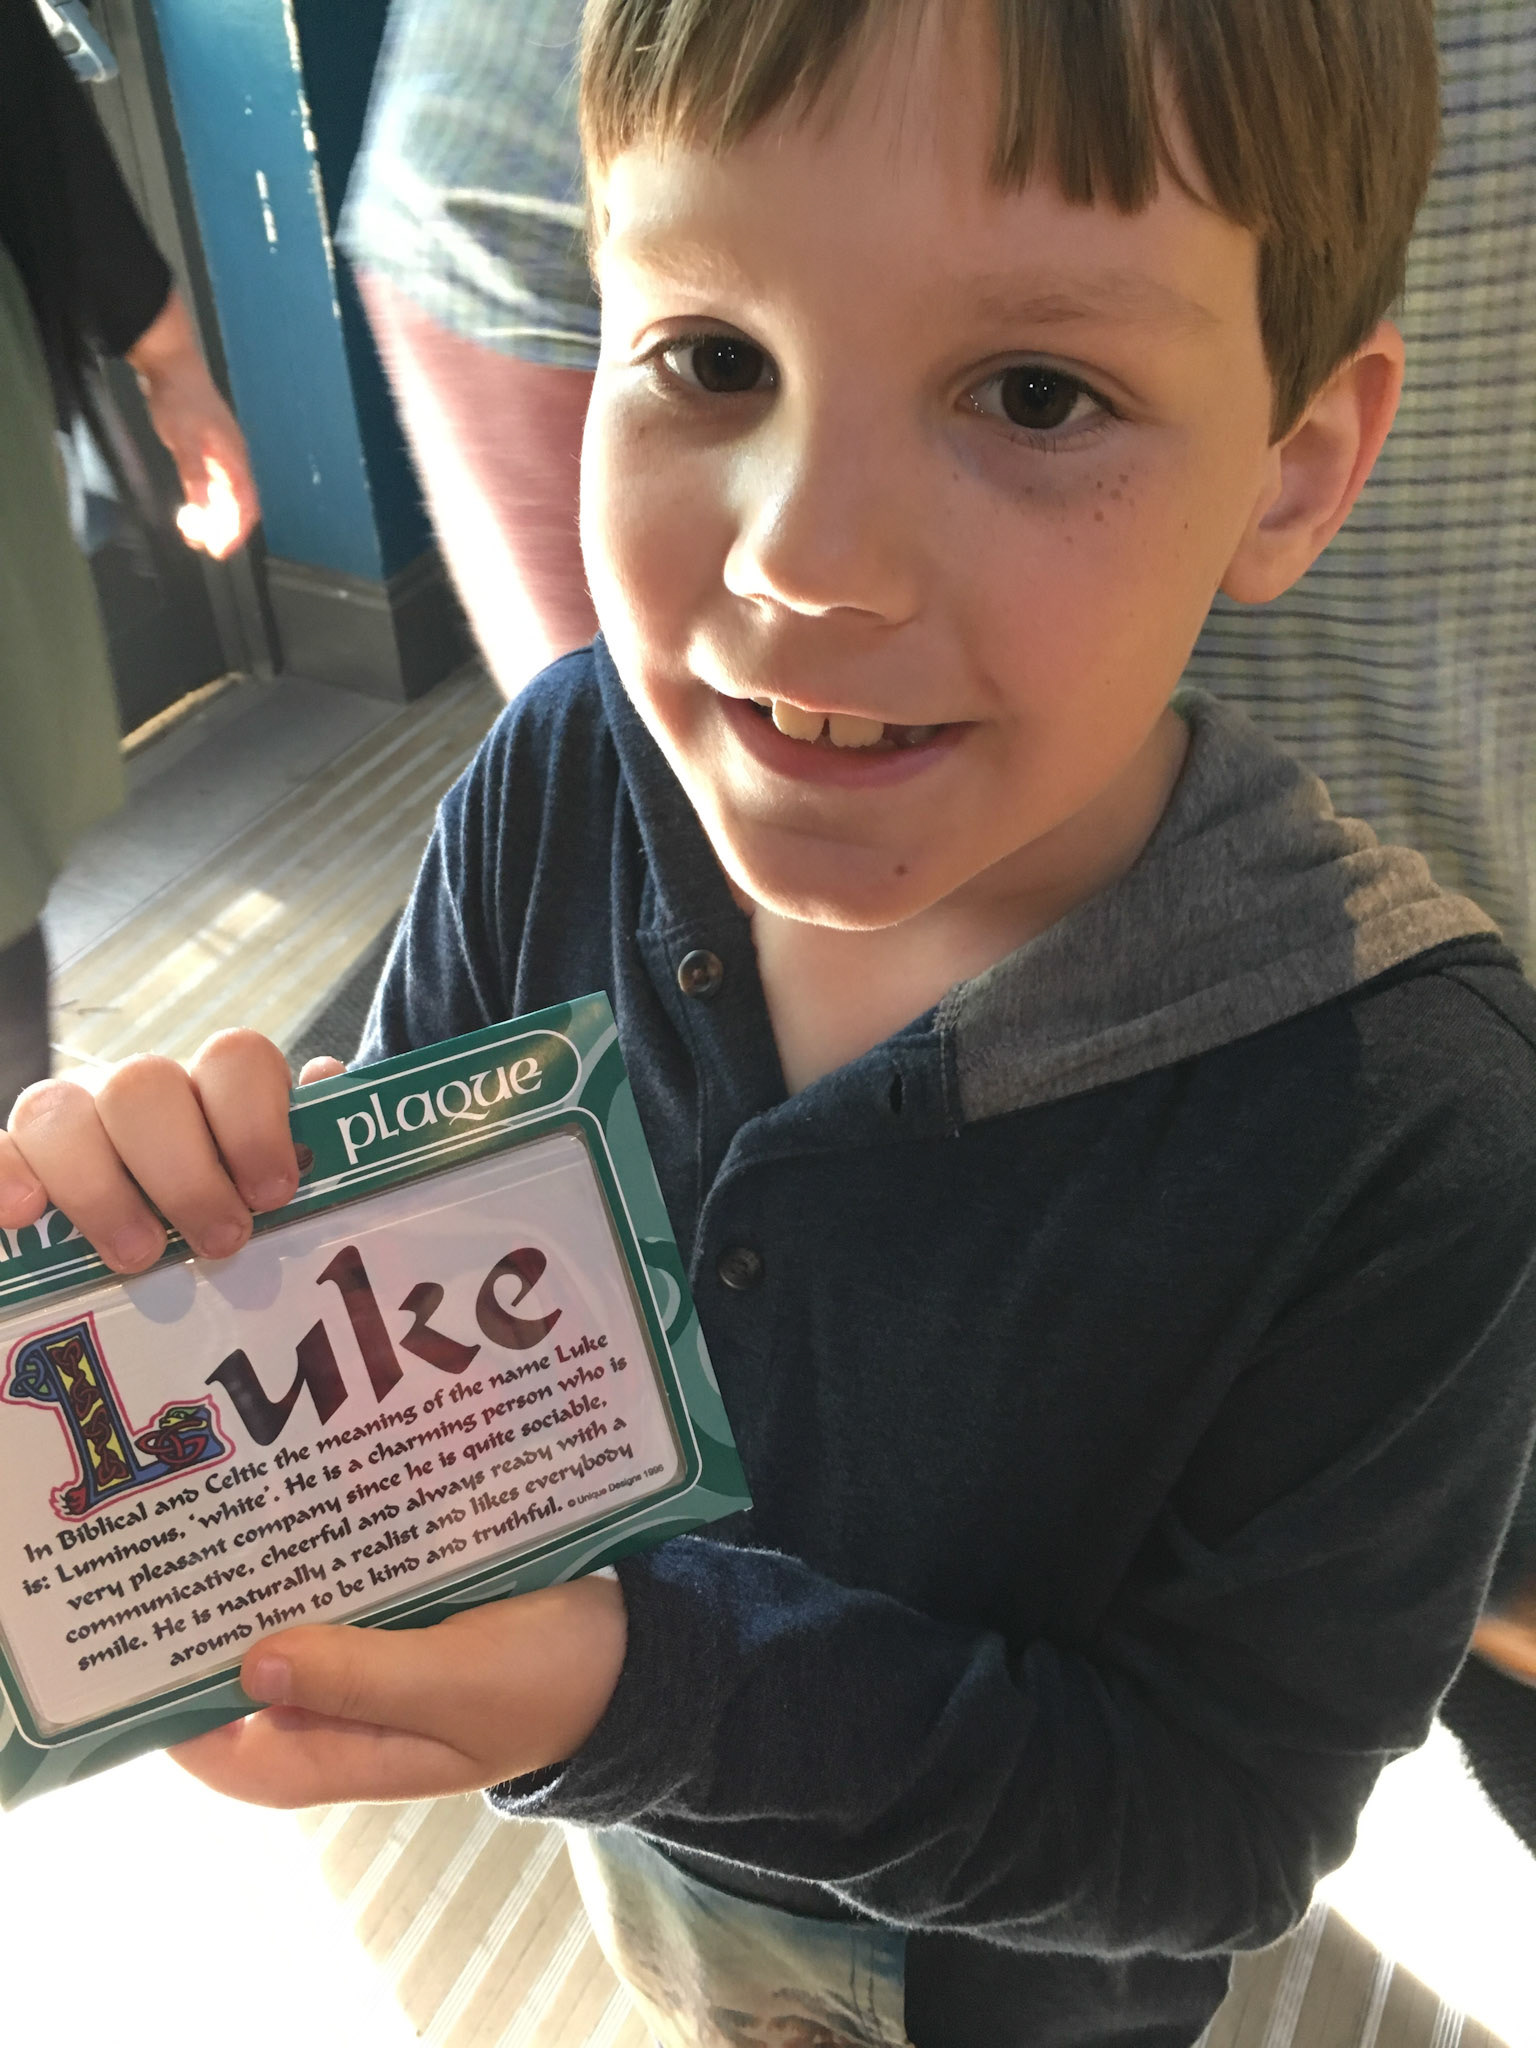 plaque
Luke
In Biblical and Celtic the meaning of the name Luke
is: Luminous, 'white'. He is a charming person who is
very pleasant company since he is quite sociable,
communicative, cheerful and always ready with a
smile. He is naturally a realist and likes everybody
around him to be kind and truthful. © Unique Designs 1998